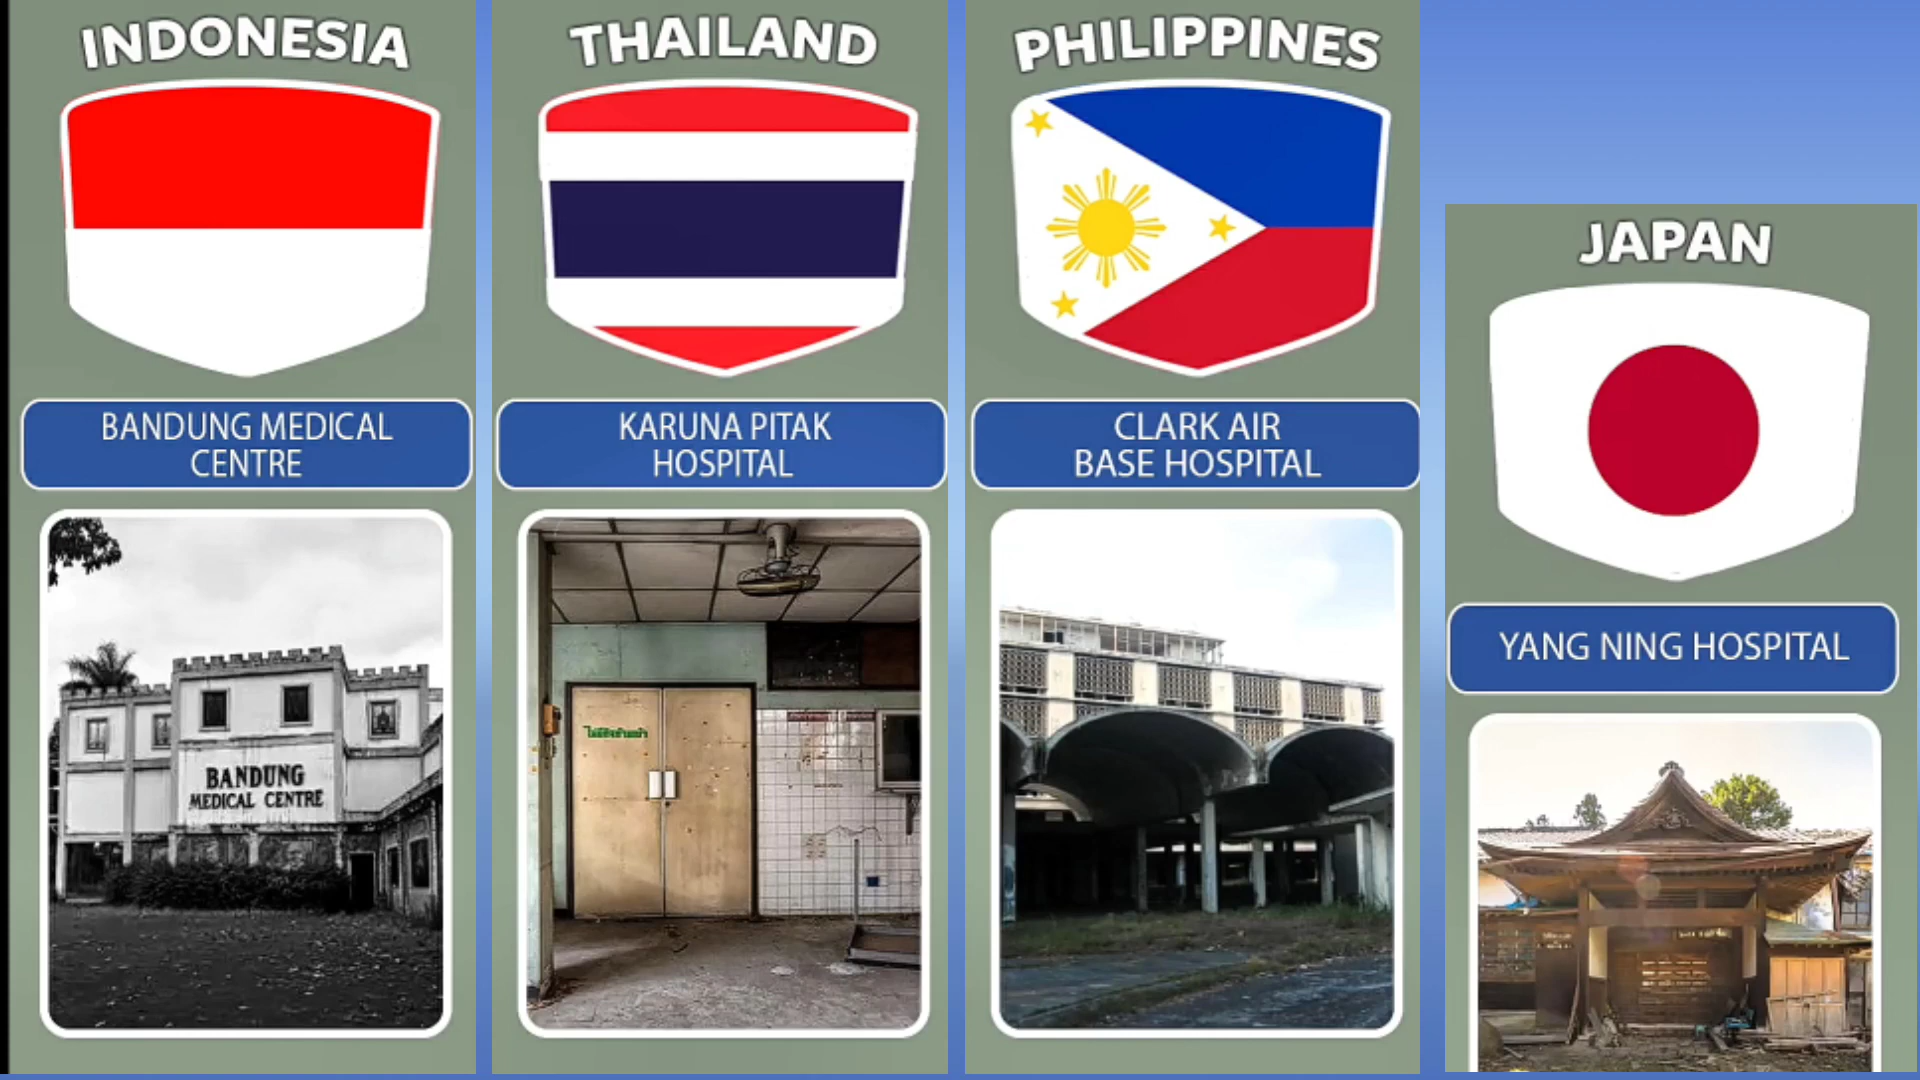 INDONESIA
BANDUNG MEDICAL
CENTRE
BANDUNG
MEDICAL CENTRE
THAILAND
KARUNA PITAK
HOSPITAL
PHILIPPINES
CLARK AIR
BASE HOSPITAL
JAPAN
YANG NING HOSPITAL